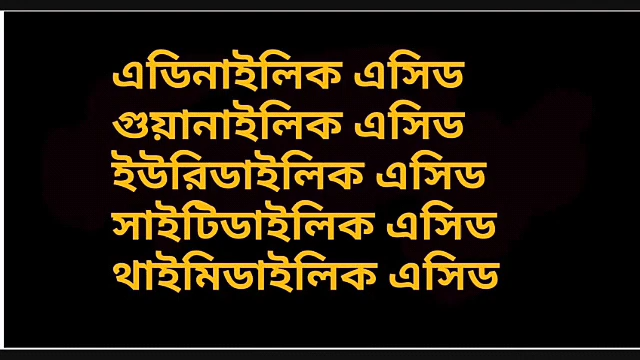 এডিনাইলিক এসিড
গুয়ানাইলিক এসিড
ইউরিডাইলিক এসিড
সাইটিডাইলিক এসিড
থাইমিডাইলিক এসিড